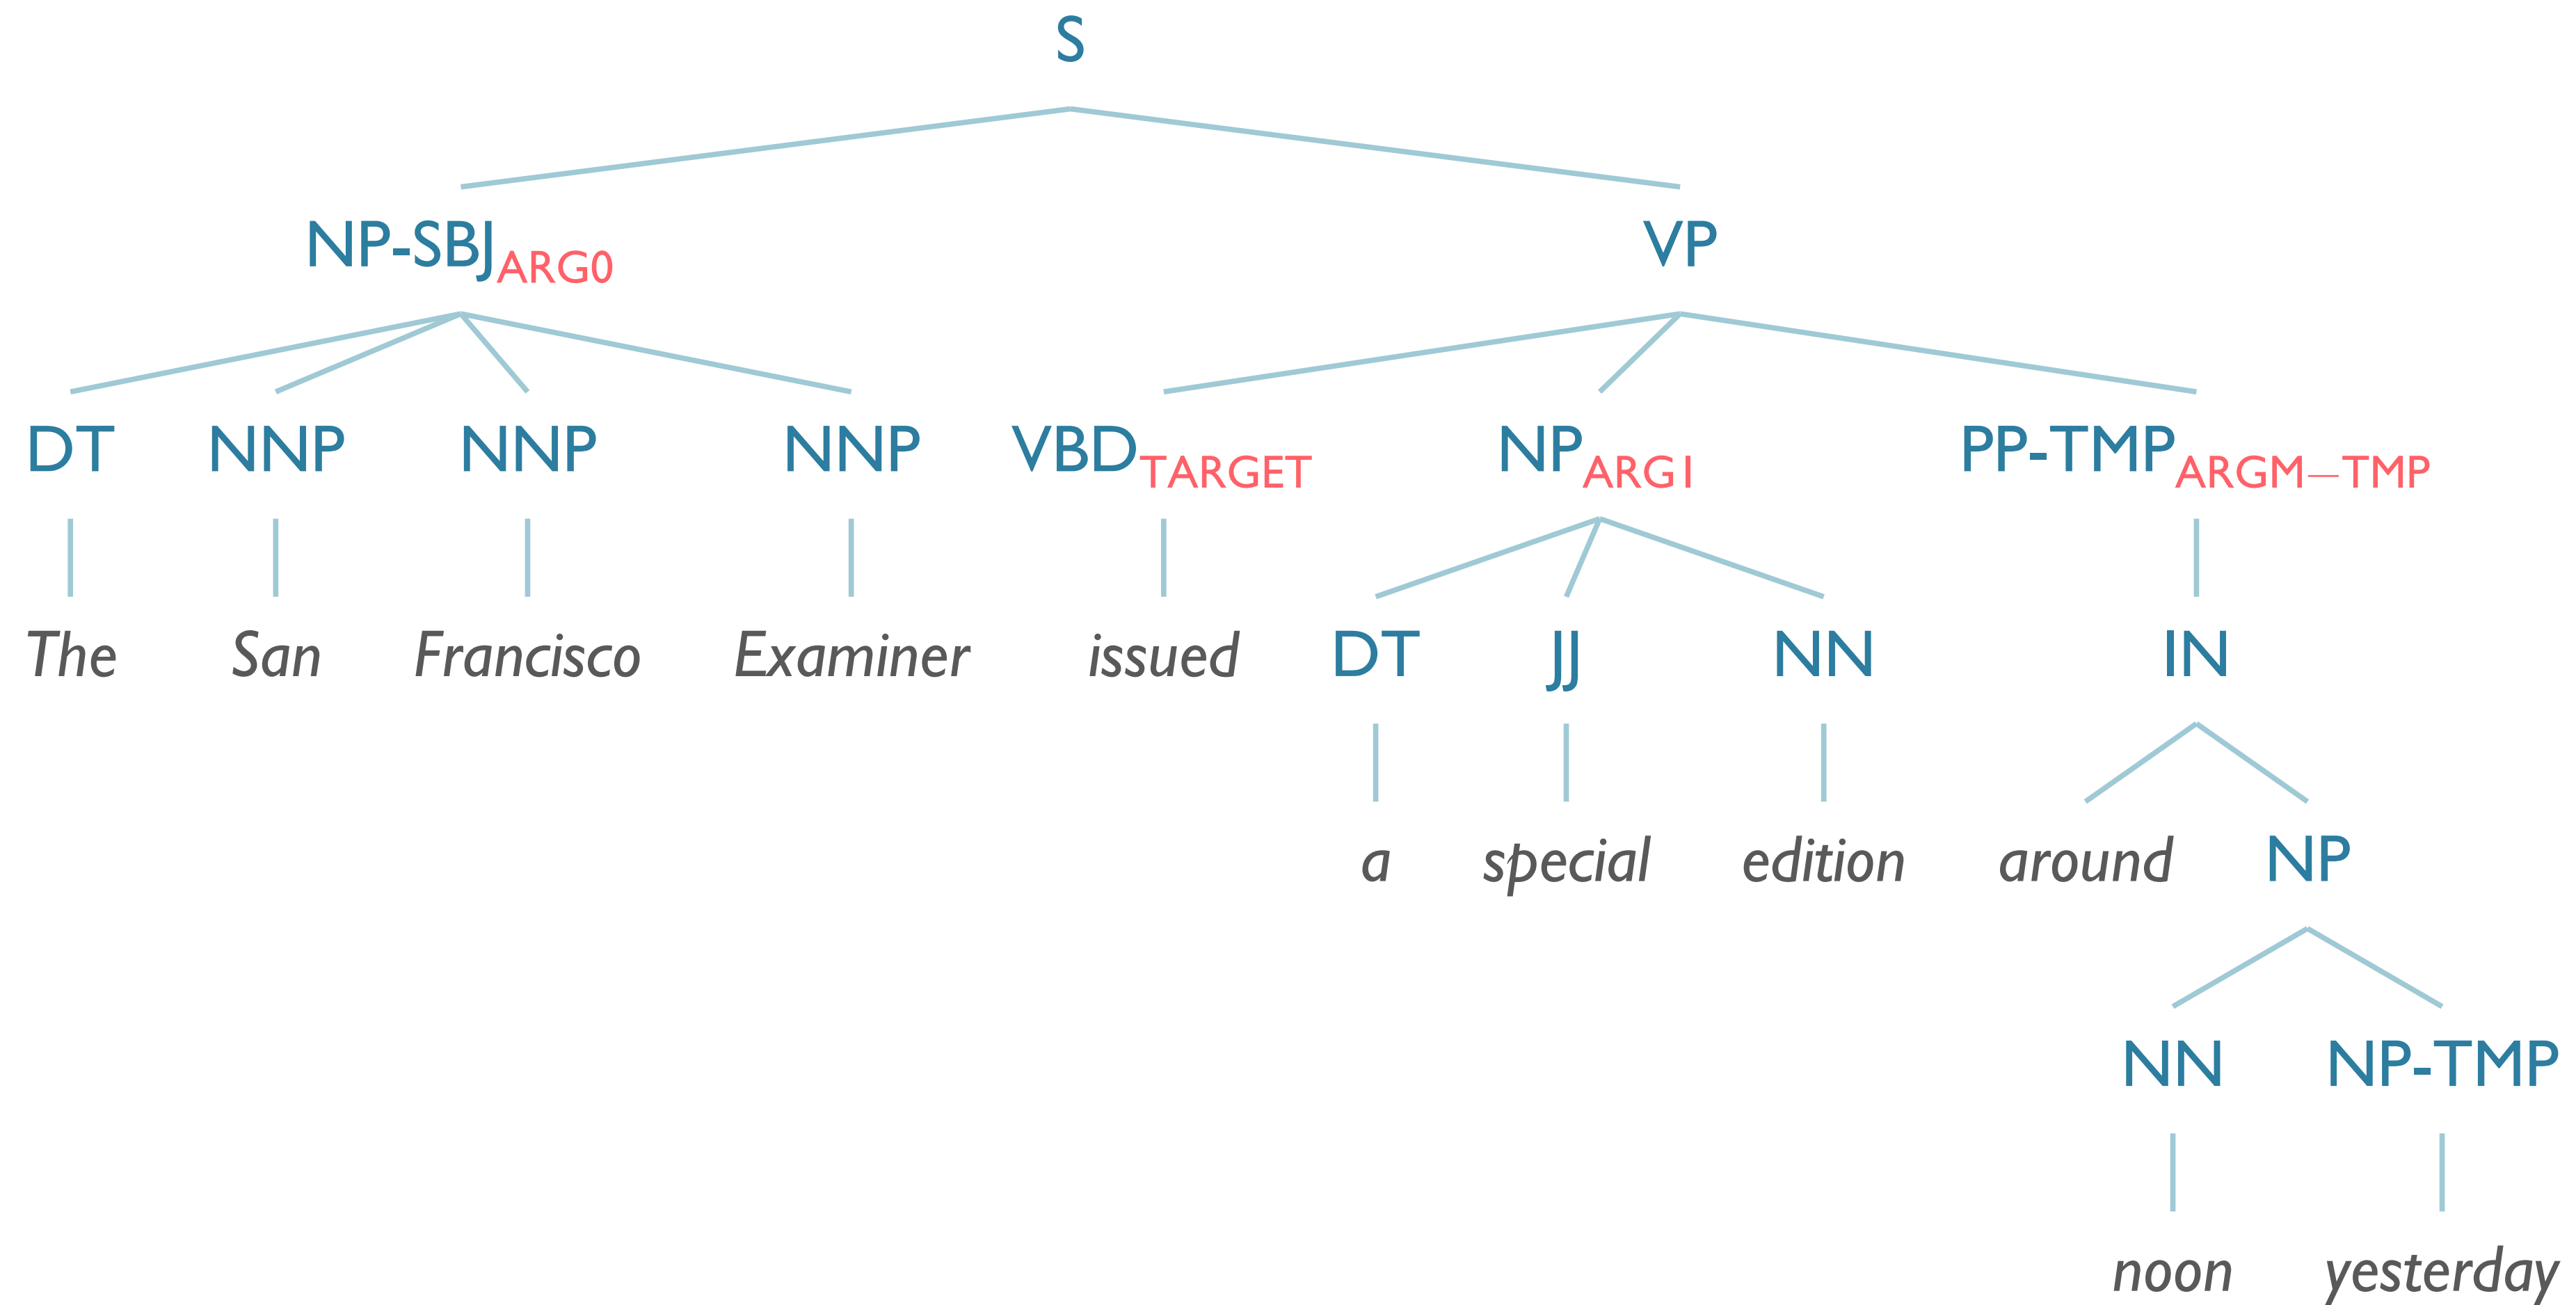 S
NP-SBJARG0 VP
DT NNP NNP NNP VBDTARGET NPARG1 PP-TMPARGM–TMP
The San Francisco Examiner issued DT JJ NN IN
a special edition around NP
NN NP-TMP
noon yesterday